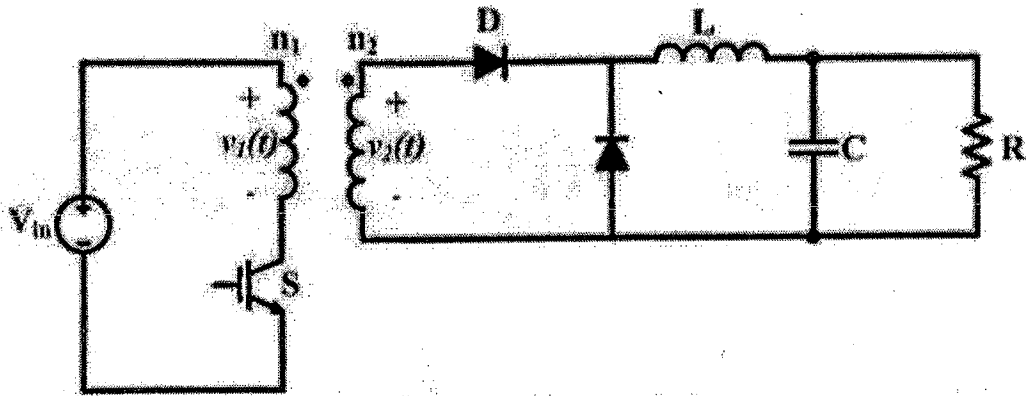 D
L
n₁
n₂
+
+
v₁(t)
v₂(t)
-
-
C
R
Vin
+
-
S